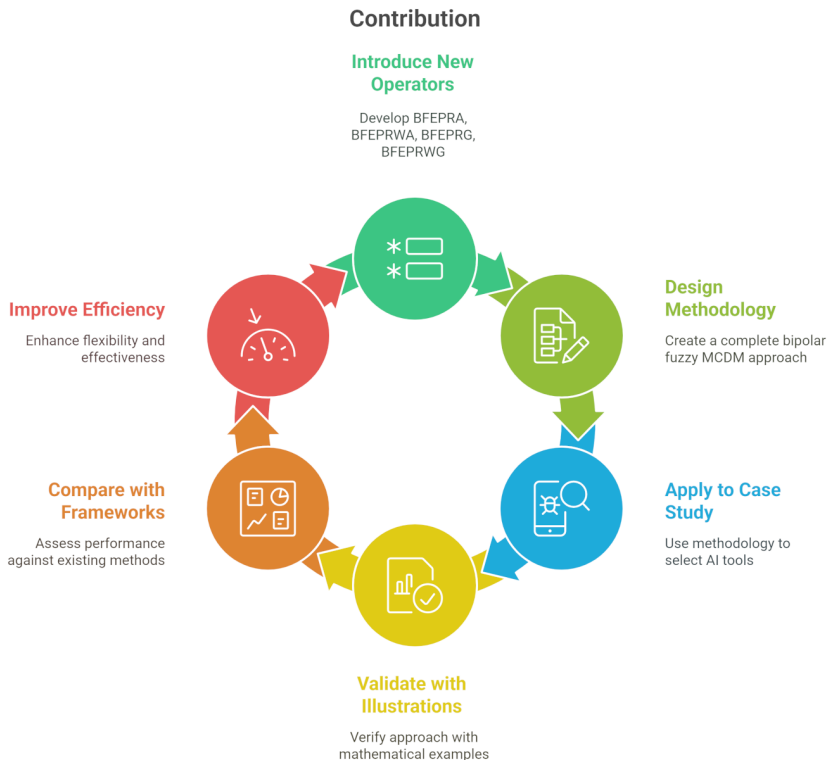 Contribution
Introduce New
Operators
Develop BFEPRA,
BFEPRWA, BFEPRG,
BFEPRWG
Design
Methodology
Create a complete bipolar
fuzzy MCDM approach
Apply to Case
Study
Use methodology to
select AI tools
Validate with
Illustrations
Verify approach with
mathematical examples
Compare with
Frameworks
Assess performance
against existing methods
Improve Efficiency
Enhance flexibility and
effectiveness